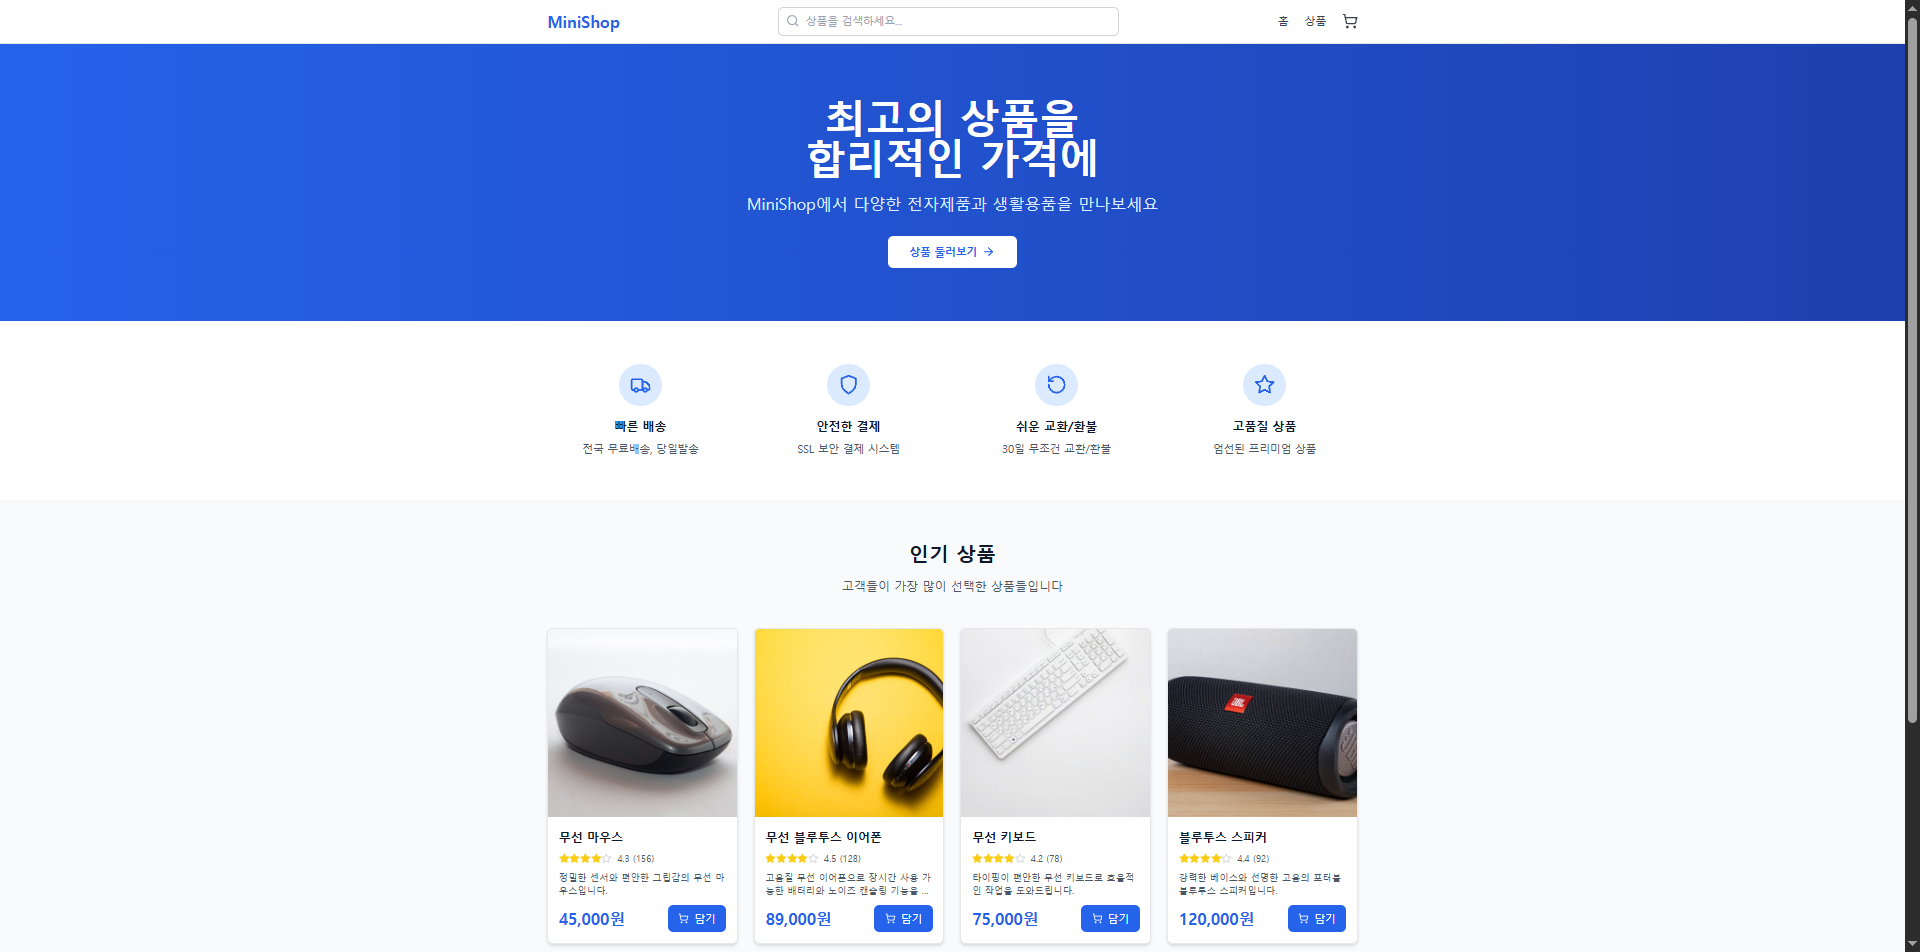 MiniShop
상품을 검색하세요...
홈
상품
최고의 상품을
합리적인 가격에
MiniShop에서 다양한 전자제품과 생활용품을 만나보세요
상품 둘러보기
빠른 배송
전국 무료배송, 당일발송
안전한 결제
SSL 보안 결제 시스템
쉬운 교환/환불
30일 무조건 교환/환불
고품질 상품
엄선된 프리미엄 상품
인기 상품
고객들이 가장 많이 선택한 상품들입니다
무선 마우스
4.3 (156)
정밀한 센서와 편안한 그립감의 무선 마
우스입니다.
45,000원
담기
무선 블루투스 이어폰
4.5 (128)
고음질 무선 이어폰으로 장시간 사용 가
능한 배터리와 노이즈 캔슬링 기능을 ...
89,000원
담기
무선 키보드
4.2 (78)
타이핑이 편안한 무선 키보드로 효율적
인 작업을 도와드립니다.
75,000원
담기
JBL
블루투스 스피커
4.4 (92)
강력한 베이스와 선명한 고음의 포터블
블루투스 스피커입니다.
120,000원
담기